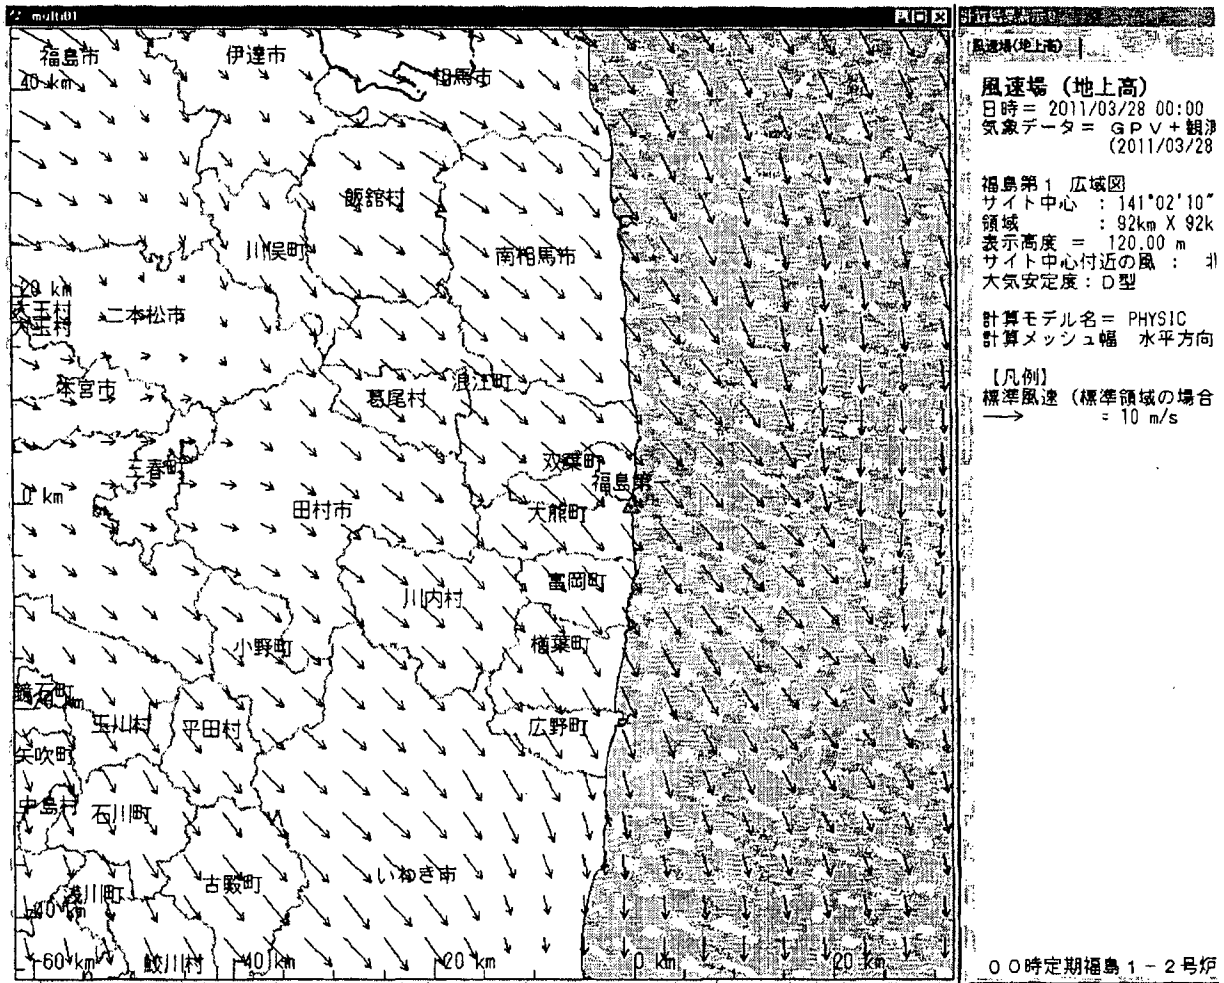 multi01
福島市
伊達市
相馬市
40 km
飯舘村
川俣町
南相馬市
20 km
大玉村
大玉村
二本松市
本宮市
葛尾村
浪江町
三春町
双葉町
福島第一
0 km
田村市
大熊町
富岡町
川内村
小野町
楢葉町
鏡石町
玉川村
平田村
広野町
矢吹町
中島村
石川町
いわき市
古殿町
浅川町
-40 km
鮫川村
-60 km
-40 km
-20 km
0 km
20 km
風速場(地上高)
風速場（地上高）
日時＝ 2011/03/28 00:00
気象データ＝ ＧＰＶ＋観測
(2011/03/28
福島第１ 広域図
サイト中心 : 141°02'10"
領域 : 92km X 92k
表示高度 ＝ 120.00 m
サイト中心付近の風 : 北
大気安定度：Ｄ型
計算モデル名＝ PHYSIC
計算メッシュ幅 水平方向
【凡例】
標準風速（標準領域の場合
＝ 10 m/s
００時定期福島１－２号炉